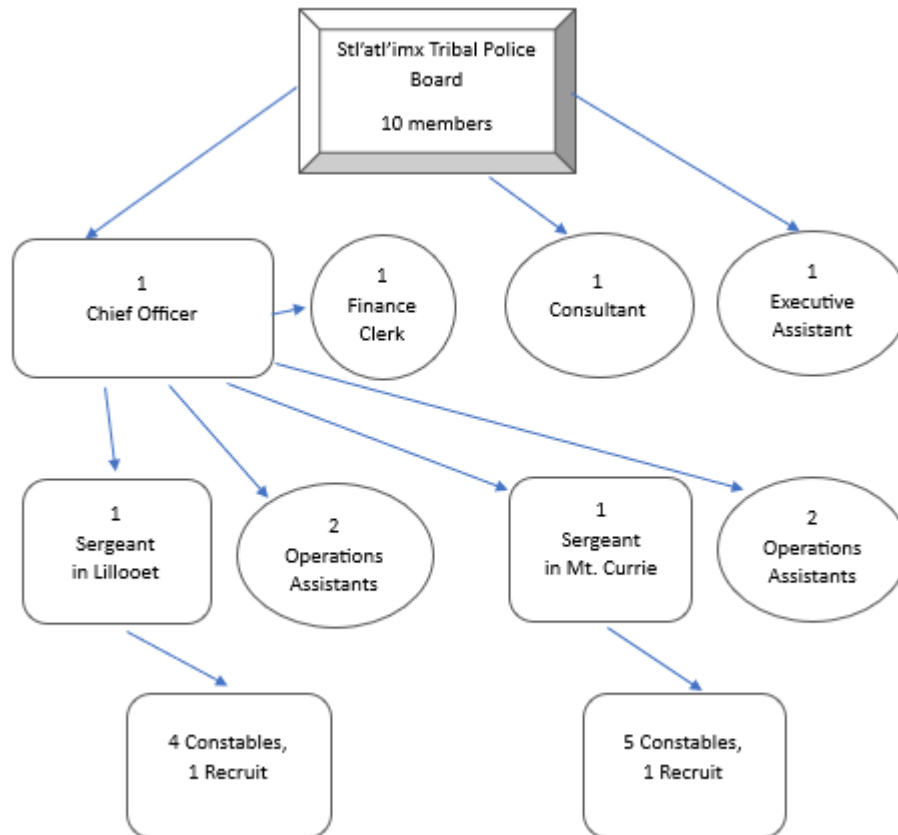 Stl’atl’imx Tribal Police
Board
10 members
1
Chief Officer
1
Finance
Clerk
1
Consultant
1
Executive
Assistant
1
Sergeant
in Lillooet
2
Operations
Assistants
1
Sergeant
in Mt. Currie
2
Operations
Assistants
4 Constables,
1 Recruit
5 Constables,
1 Recruit